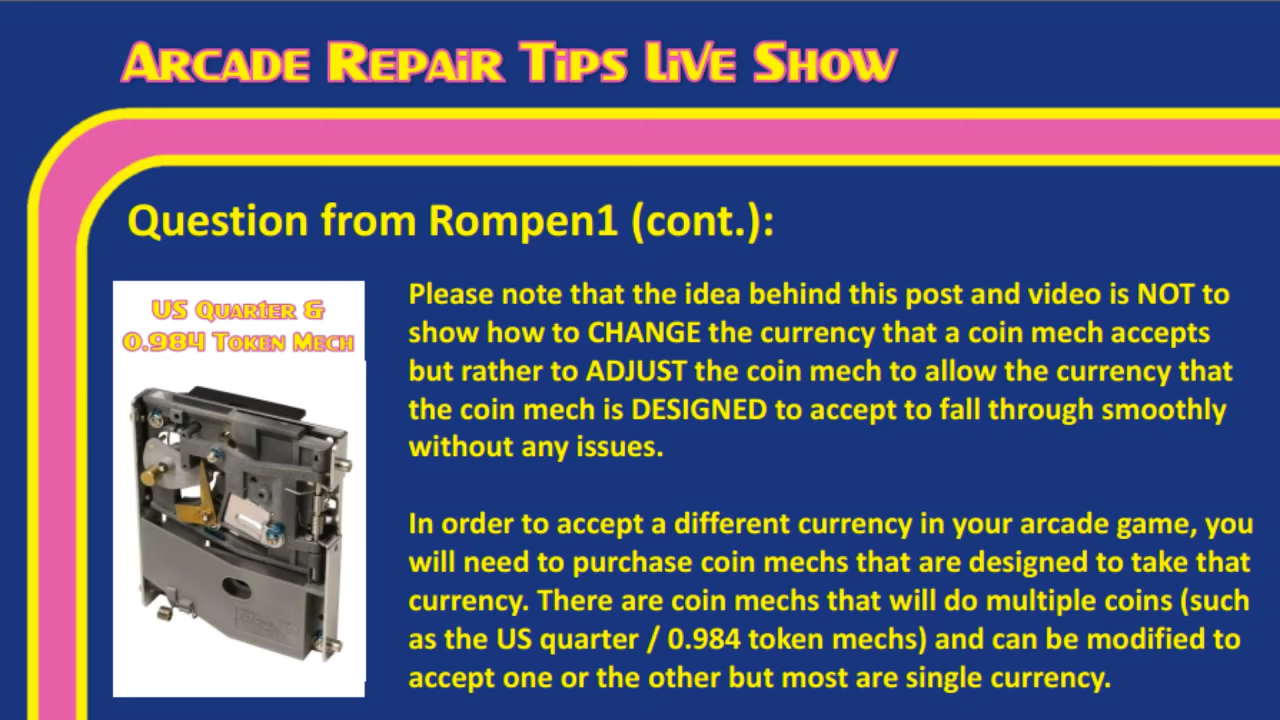 ARCADE REPAIR TIPS LIVE SHOW
Question from Rompen1 (cont.):
US QUARTER &
0.984 TOKEN MECH
Please note that the idea behind this post and video is NOT to
show how to CHANGE the currency that a coin mech accepts
but rather to ADJUST the coin mech to allow the currency that
the coin mech is DESIGNED to accept to fall through smoothly
without any issues.
In order to accept a different currency in your arcade game, you
will need to purchase coin mechs that are designed to take that
currency. There are coin mechs that will do multiple coins (such
as the US quarter / 0.984 token mechs) and can be modified to
accept one or the other but most are single currency.